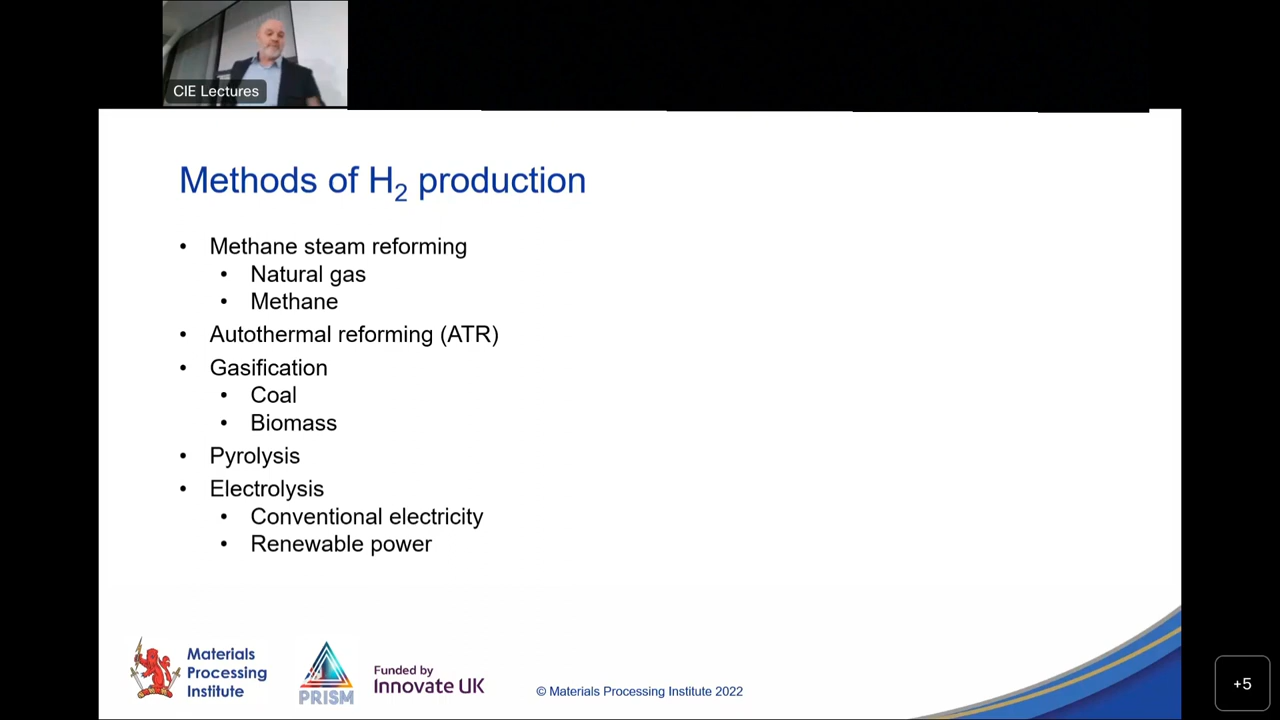 CIE Lectures
Methods of H₂ production
• Methane steam reforming
• Natural gas
• Methane
• Autothermal reforming (ATR)
• Gasification
• Coal
• Biomass
• Pyrolysis
• Electrolysis
• Conventional electricity
• Renewable power
Materials
Processing
Institute
PRISM
Funded by
Innovate UK
© Materials Processing Institute 2022
+5